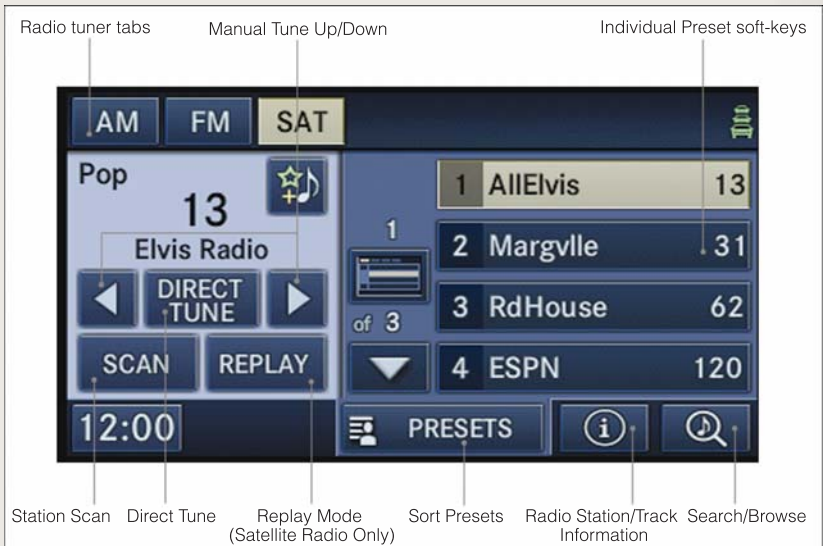 Radio tuner tabs
Manual Tune Up/Down
Individual Preset soft-keys
AM FM SAT
Pop
13
Elvis Radio
DIRECT
TUNE
SCAN REPLAY
12:00
1
of 3
1 AllElvis 13
2 Margvlle 31
3 RdHouse 62
4 ESPN 120
PRESETS
i
Station Scan
Direct Tune
Replay Mode
(Satellite Radio Only)
Sort Presets
Radio Station/Track
Information
Search/Browse